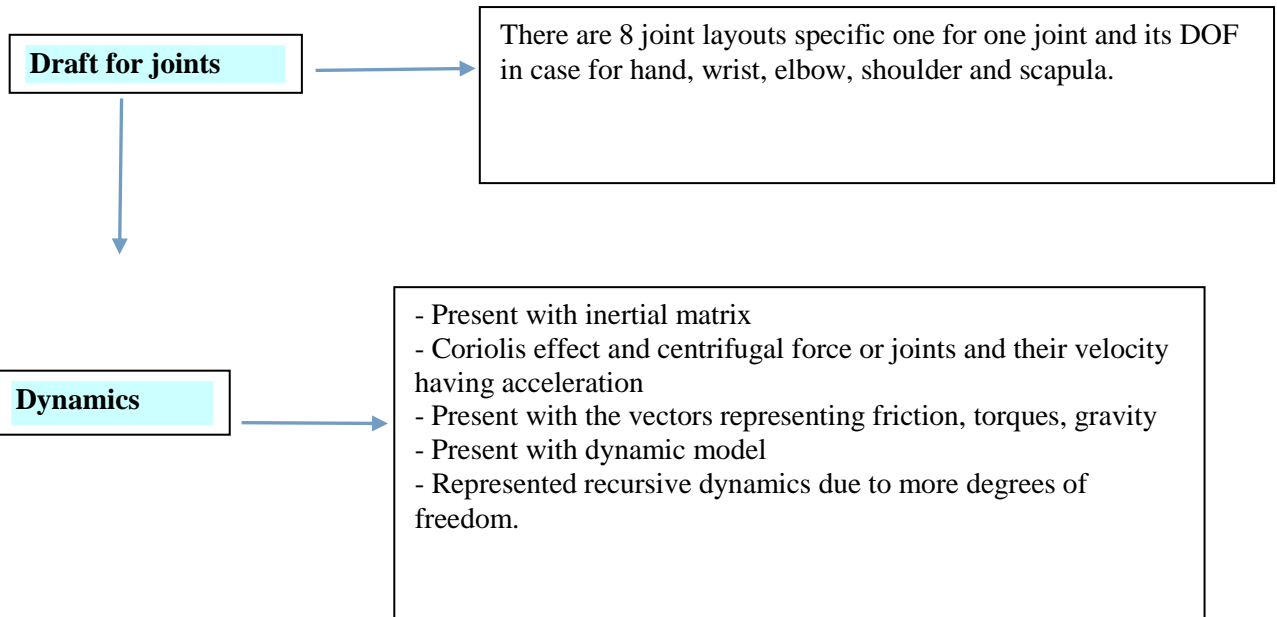 Draft for joints
There are 8 joint layouts specific one for one joint and its DOF
in case for hand, wrist, elbow, shoulder and scapula.
Dynamics
- Present with inertial matrix
- Coriolis effect and centrifugal force or joints and their velocity
having acceleration
- Present with the vectors representing friction, torques, gravity
- Present with dynamic model
- Represented recursive dynamics due to more degrees of
freedom.